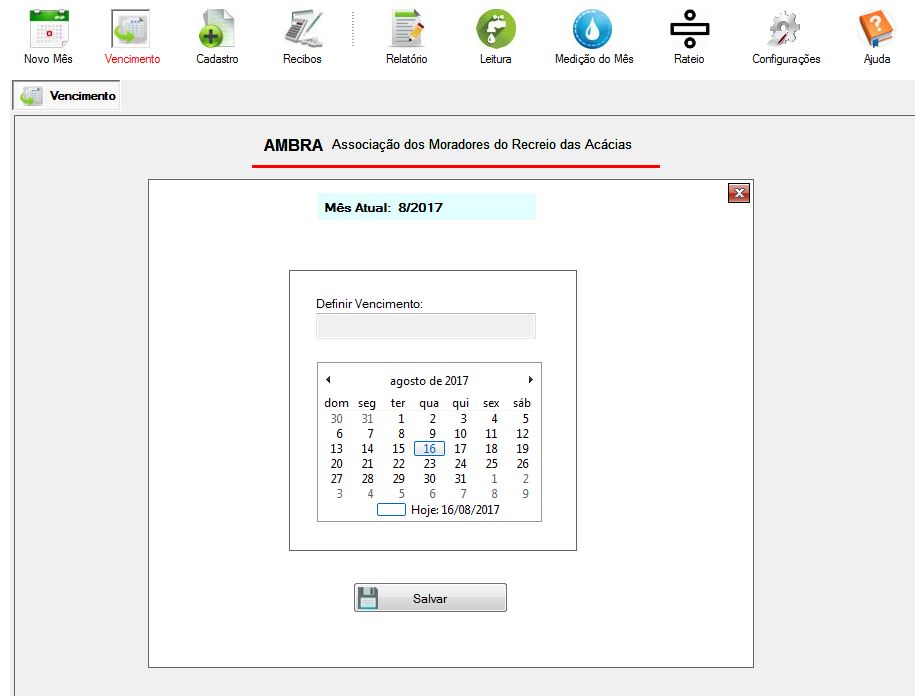 Novo Mês Vencimento Cadastro Recibos Relatório Leitura Medição do Mês Rateio Configurações Ajuda
Vencimento
AMBRA Associação dos Moradores do Recreio das Acácias
Mês Atual: 8/2017
Definir Vencimento:
agosto de 2017
dom seg ter qua qui sex sáb
30 31 1 2 3 4 5
6 7 8 9 10 11 12
13 14 15 16 17 18 19
20 21 22 23 24 25 26
27 28 29 30 31 1 2
3 4 5 6 7 8 9
Hoje: 16/08/2017
Salvar